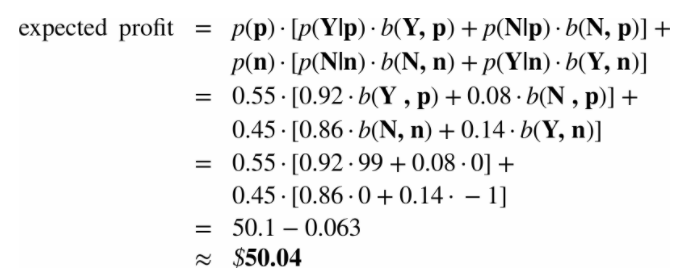 expected profit = p(p) · [p(Y|p) · b(Y, p) + p(N|p) · b(N, p)] +
p(n) · [p(N|n) · b(N, n) + p(Y|n) · b(Y, n)]
= 0.55 · [0.92 · b(Y , p) + 0.08 · b(N , p)] +
0.45 · [0.86 · b(N, n) + 0.14 · b(Y, n)]
= 0.55 · [0.92 · 99 + 0.08 · 0] +
0.45 · [0.86 · 0 + 0.14 · − 1]
= 50.1 − 0.063
≈ $50.04